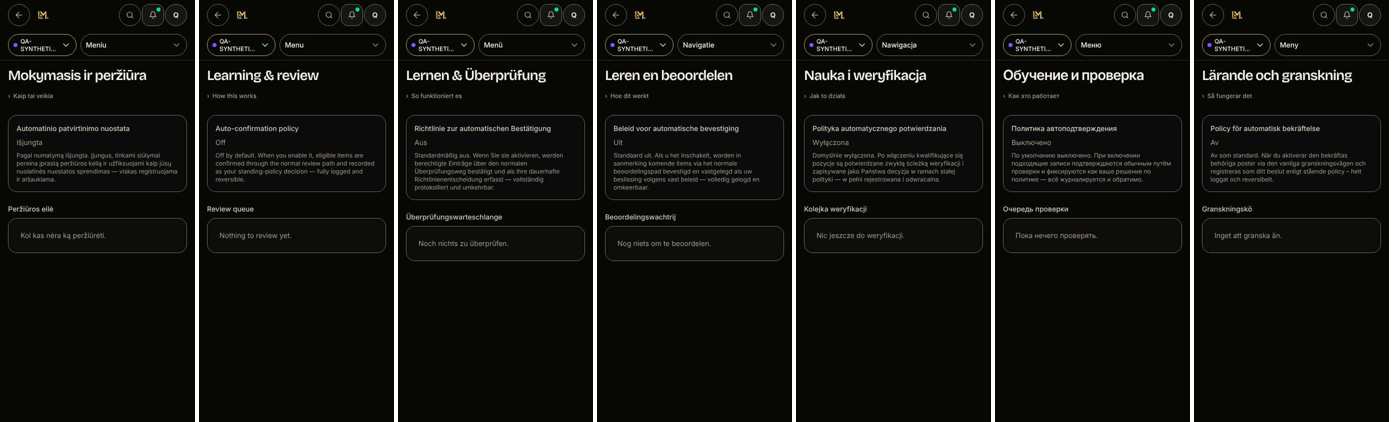 LM.
Q
QA-
SYNTHETI...
Meniu
Mokymasis ir peržiūra
› Kaip tai veikia
Automatinio patvirtinimo nuostata
Išjungta
Pagal numatymą išjungta. Įjungus, tinkami siūlymai
pereina įprastą peržiūros eilę ir užfiksuojami kaip jūsų
nuolatinės nuostatos sprendimas — viskas registruojama
ir atšaukiama.
Peržiūros eilė
Kol kas nėra ką peržiūrėti.
LM.
Q
QA-
SYNTHETI...
Menu
Learning & review
› How this works
Auto-confirmation policy
Off
Off by default. When you enable it, eligible items are
confirmed through the normal review path and recorded
as your standing-policy decision — fully logged and
reversible.
Review queue
Nothing to review yet.
LM.
Q
QA-
SYNTHETI...
Menü
Lernen & Überprüfung
› So funktioniert es
Richtlinie zur automatischen Bestätigung
Aus
Standardmäßig aus. Wenn Sie sie aktivieren, werden
berechtigte Einträge über den normalen
Überprüfungsweg bestätigt und als Ihre dauerhafte
Richtlinienentscheidung erfasst — vollständig
protokolliert und umkehrbar.
Überprüfungswarteschlange
Noch nichts zu überprüfen.
LM.
Q
QA-
SYNTHETI...
Navigatie
Leren en beoordelen
› Hoe dit werkt
Beleid voor automatische bevestiging
Uit
Standaard uit. Als u het inschakelt, worden in
aanmerking komende items via het normale
beoordelingspad bevestigd en vastgelegd als uw
beslissing volgens vast beleid — volledig gelogd en
omkeerbaar.
Beoordelingswachtrij
Nog niets om te beoordelen.
LM.
Q
QA-
SYNTHETI...
Nawigacja
Nauka i weryfikacja
› Jak to działa
Polityka automatycznego potwierdzania
Wyłączona
Domyślnie wyłączona. Po włączeniu kwalifikujące się
pozycje są potwierdzane zwykłą ścieżką weryfikacji i
zapisywane jako Państwa decyzja w ramach stałej
polityki — w pełni rejestrowana i odwracalna.
Kolejka weryfikacji
Nic jeszcze do weryfikacji.
LM.
Q
QA-
SYNTHETI...
Меню
Обучение и проверка
› Как это работает
Политика автоподтверждения
Выключено
По умолчанию выключено. При включении
подходящие записи подтверждаются обычным путём
проверки и фиксируются как ваше решение по
политике — всё журналируется и обратимо.
Очередь проверки
Пока нечего проверять.
LM.
Q
QA-
SYNTHETI...
Meny
Lärande och granskning
› Så fungerar det
Policy för automatisk bekräftelse
Av
Av som standard. När du aktiverar den bekräftas
behöriga poster via den vanliga granskningsvägen och
registreras som ditt beslut enligt stående policy – helt
loggat och reversibelt.
Granskningskö
Inget att granska än.